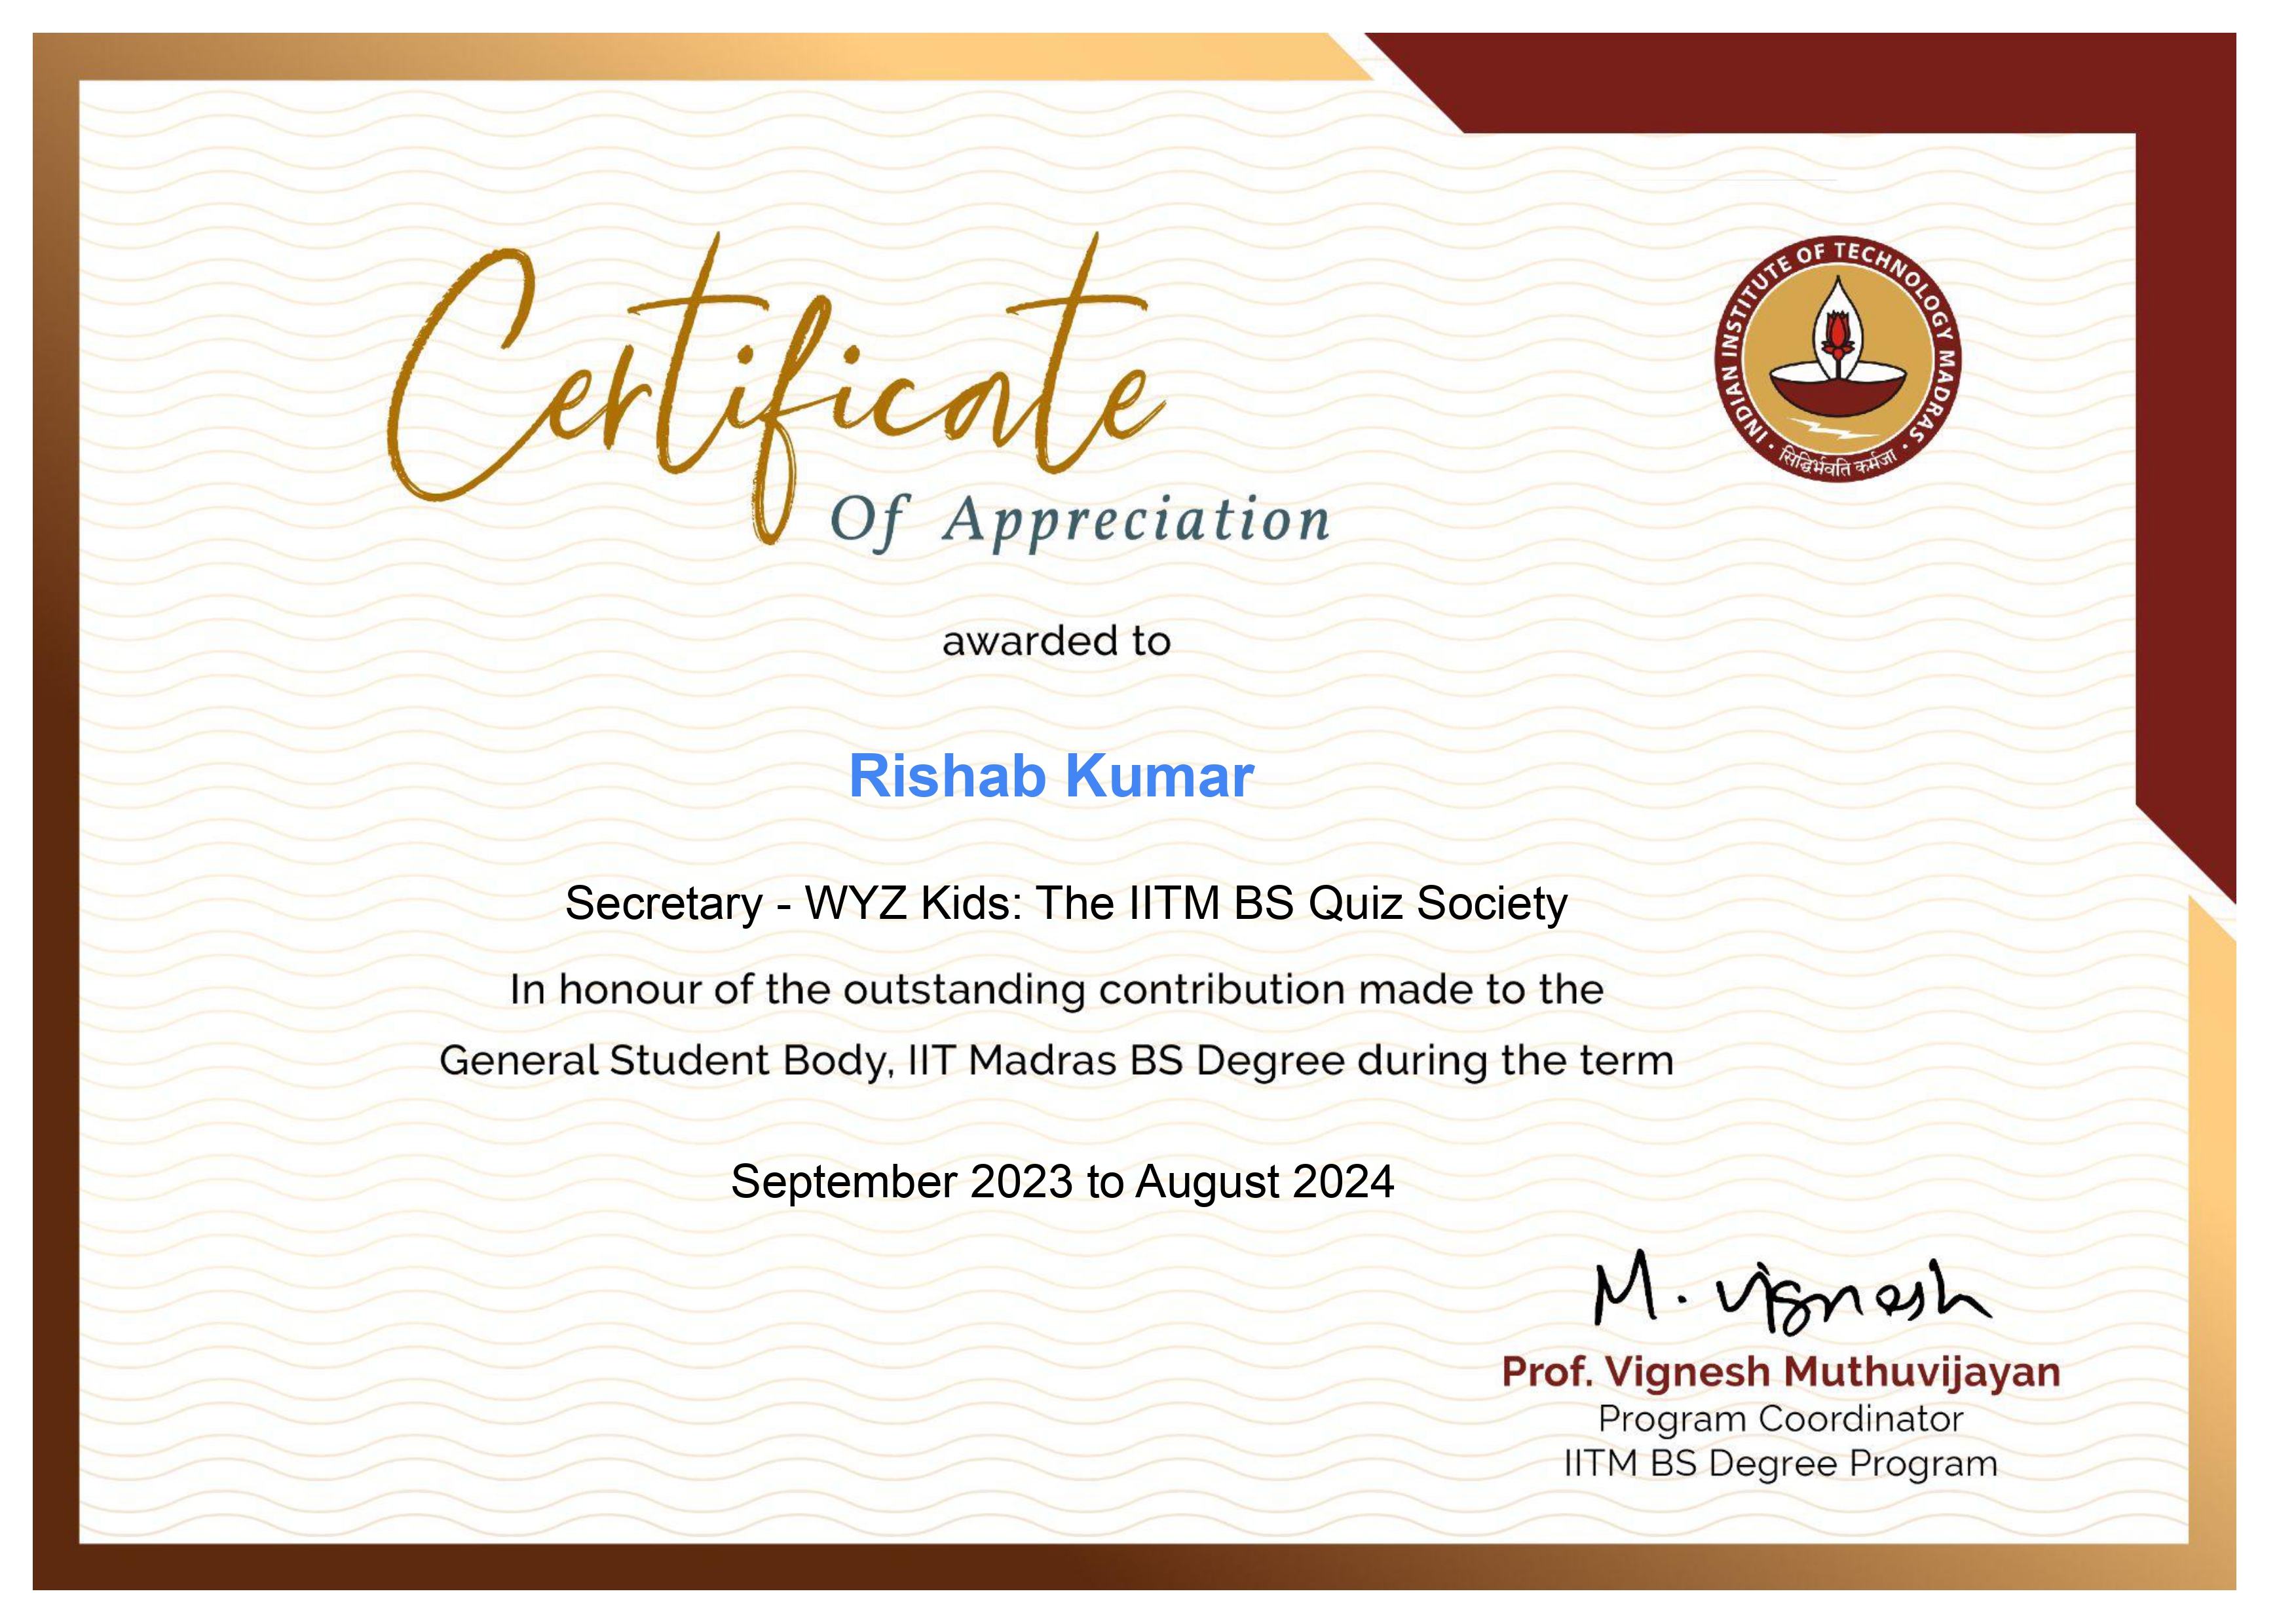 Certificate
Of Appreciation
INDIAN INSTITUTE OF TECHNOLOGY MADRAS
सिद्धिर्भवति कर्मजा
awarded to
Rishab Kumar
Secretary - WYZ Kids: The IITM BS Quiz Society
In honour of the outstanding contribution made to the
General Student Body, IIT Madras BS Degree during the term
September 2023 to August 2024
M. Vignesh
Prof. Vignesh Muthuvijayan
Program Coordinator
IITM BS Degree Program